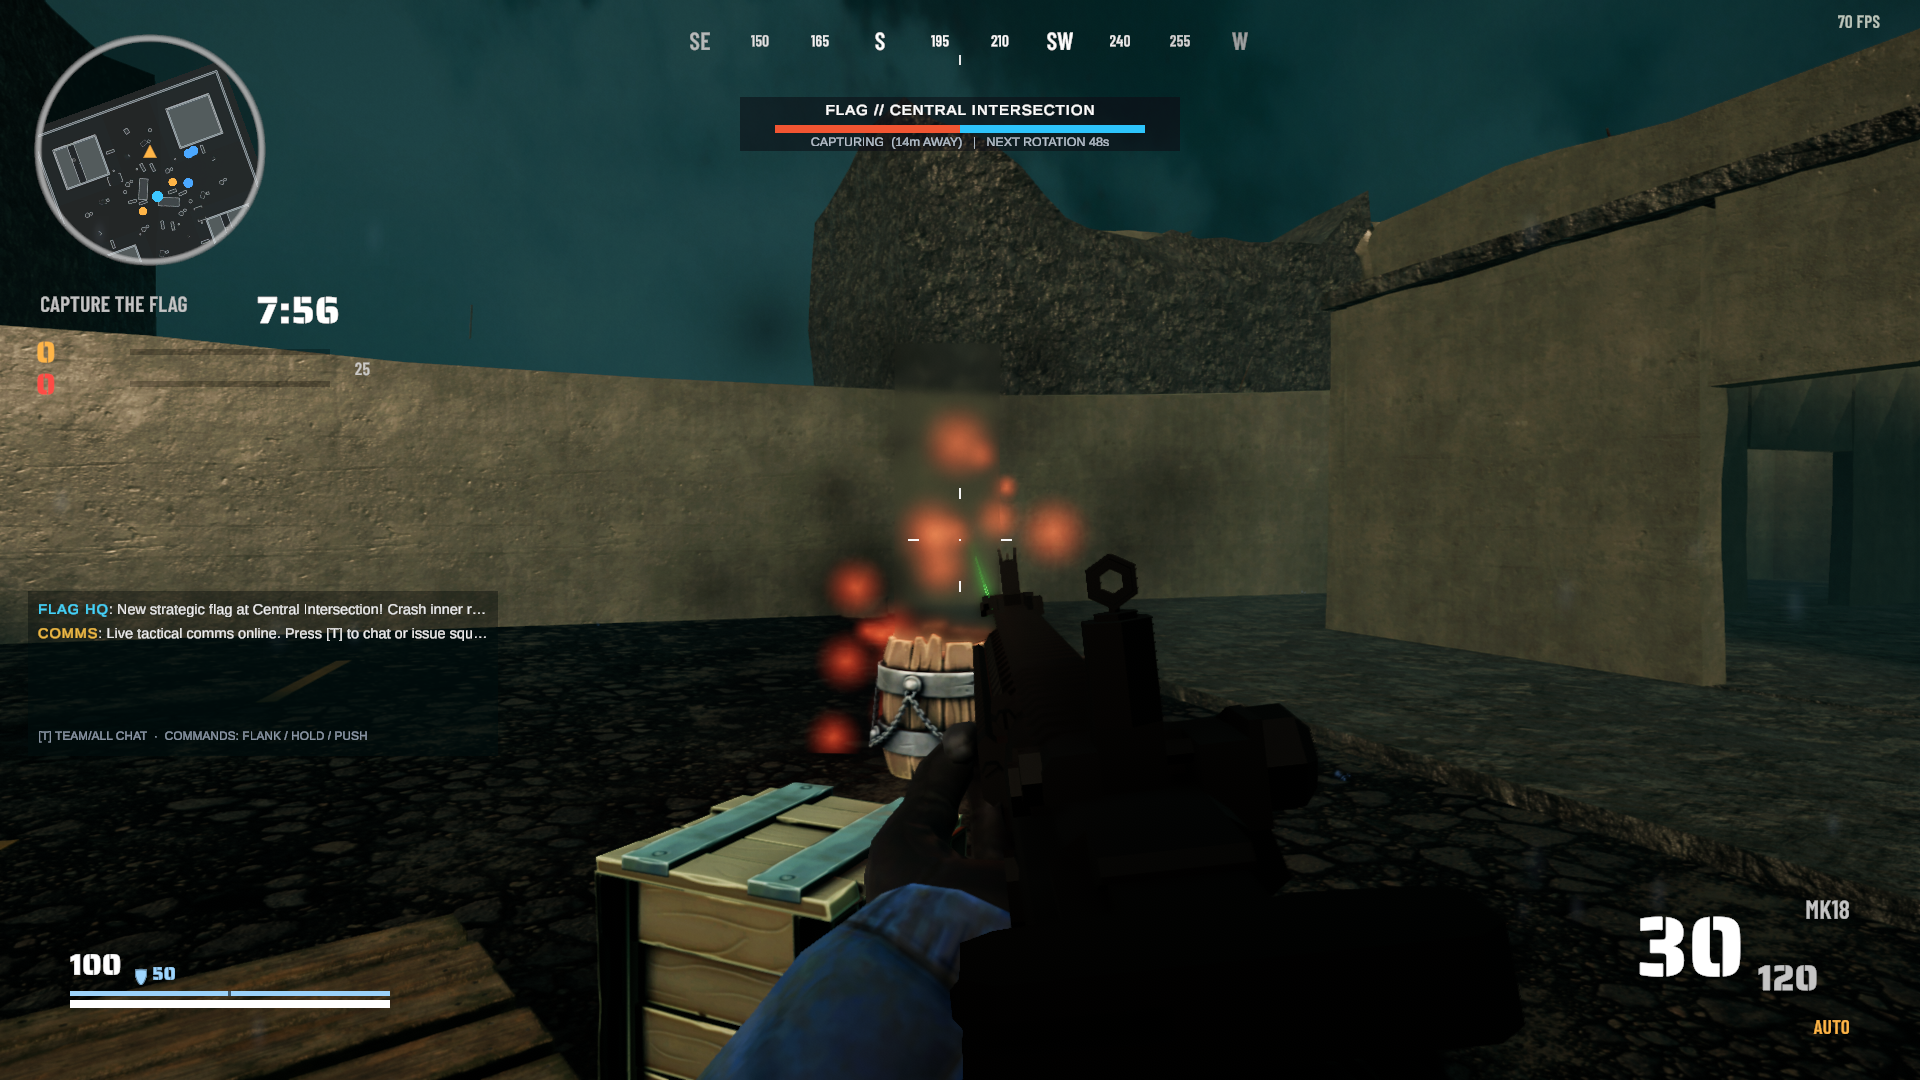 70 FPS
SE 150 165 S 195 210 SW 240 255 W
FLAG // CENTRAL INTERSECTION
CAPTURING (14m AWAY) | NEXT ROTATION 48s
CAPTURE THE FLAG 7:56
0
25
0
FLAG HQ: New strategic flag at Central Intersection! Crash inner r...
COMMS: Live tactical comms online. Press [T] to chat or issue squ...
[T] TEAM/ALL CHAT · COMMANDS: FLANK / HOLD / PUSH
100 50
MK18
30 120
AUTO